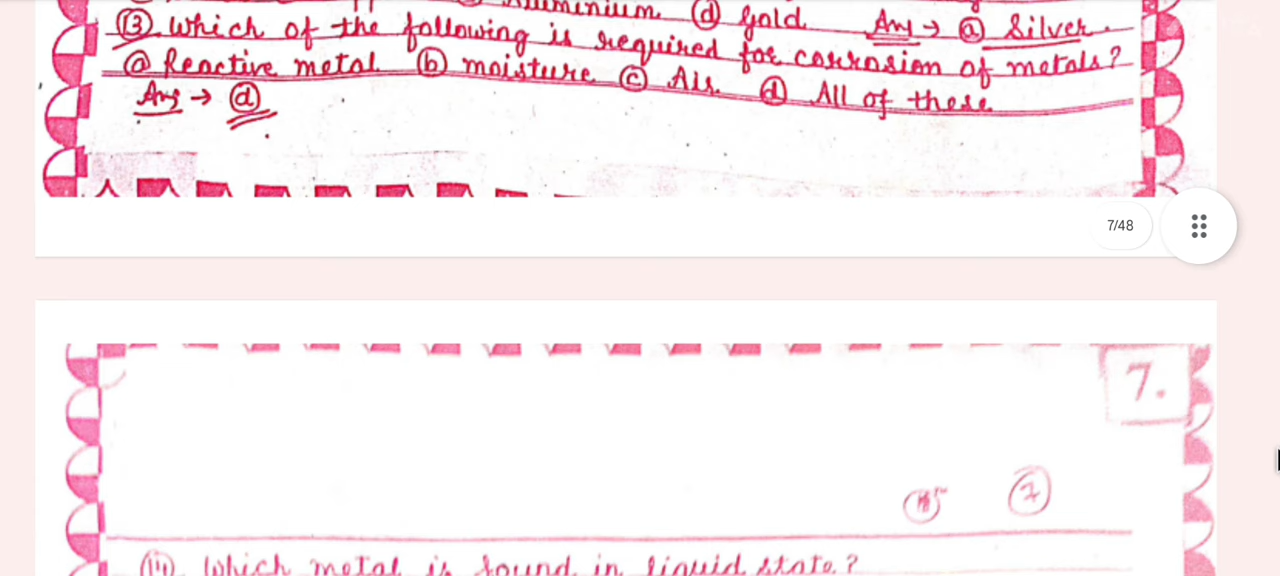 Aluminium (d) Gold Ans → (a) Silver.
(13) Which of the following is required for corrosion of metals?
(a) Reactive metal (b) moisture (c) Air (d) All of these
Ans → (d)
7/48
7.
7
(14) Which metal is found in liquid state?